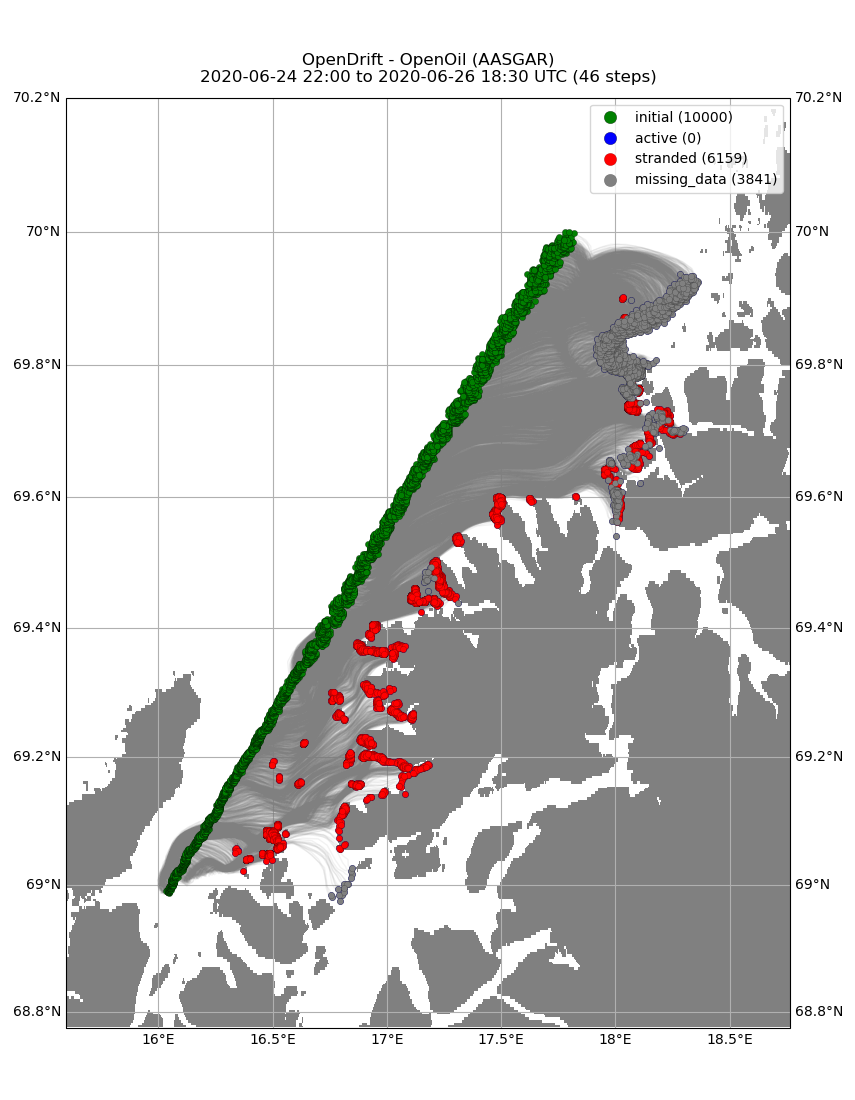 OpenDrift - OpenOil (AASGAR)
2020-06-24 22:00 to 2020-06-26 18:30 UTC (46 steps)
70.2°N 70.2°N
initial (10000)
active (0)
stranded (6159)
missing_data (3841)
70°N 70°N
69.8°N 69.8°N
69.6°N 69.6°N
69.4°N 69.4°N
69.2°N 69.2°N
69°N 69°N
68.8°N 68.8°N
16°E 16.5°E 17°E 17.5°E 18°E 18.5°E